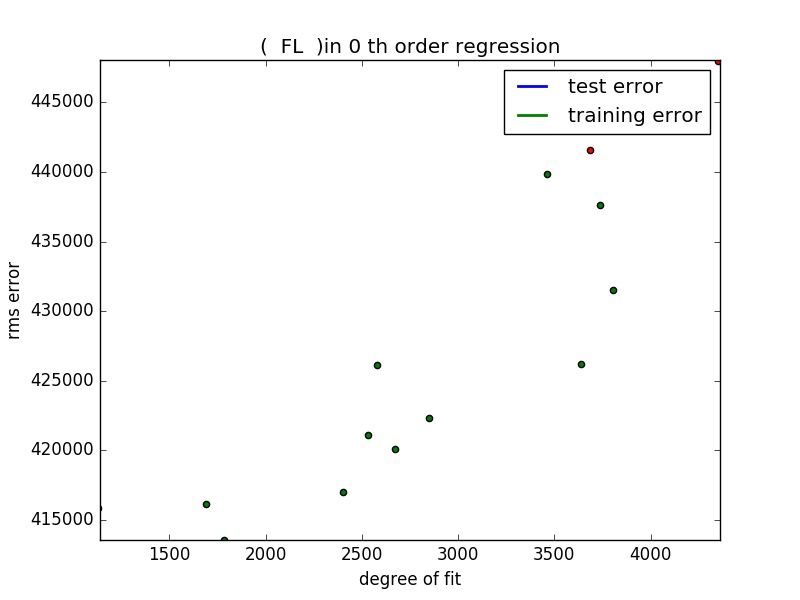 (  FL  )in 0 th order regression
test error
training error
445000
440000
435000
430000
425000
420000
415000
rms error
1500 2000 2500 3000 3500 4000
degree of fit